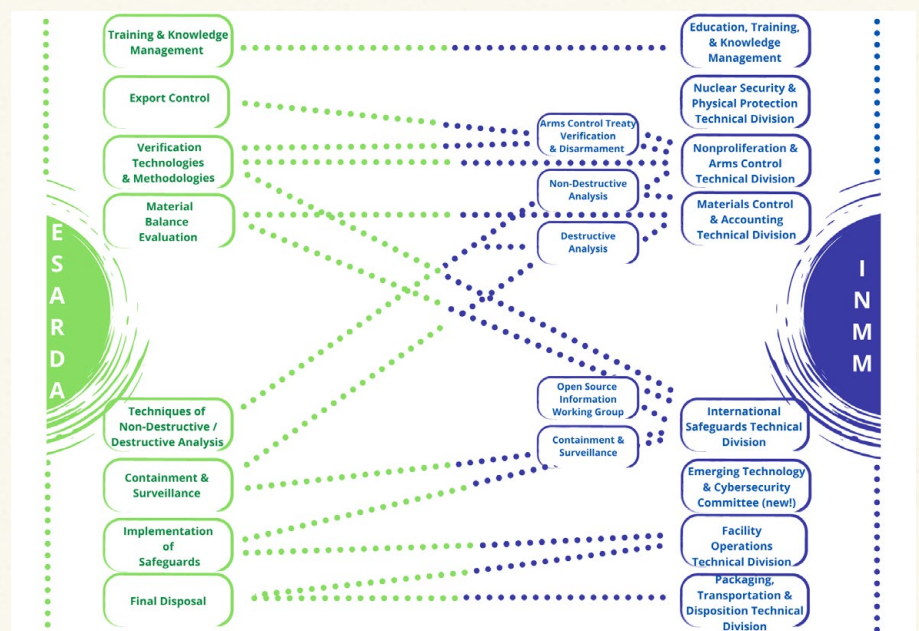 Training & Knowledge
Management
Export Control
Verification
Technologies
& Methodologies
Material
Balance
Evaluation
E
S
A
R
D
A
Techniques of
Non-Destructive /
Destructive Analysis
Containment &
Surveillance
Implementation
of
Safeguards
Final Disposal
Arms Control Treaty
Verification
& Disarmament
Non-Destructive
Analysis
Destructive
Analysis
Open Source
Information
Working Group
Containment &
Surveillance
Education, Training,
& Knowledge
Management
Nuclear Security &
Physical Protection
Technical Division
Nonproliferation &
Arms Control
Technical Division
Materials Control
& Accounting
Technical Division
I
N
M
M
International
Safeguards Technical
Division
Emerging Technology
& Cybersecurity
Committee (new!)
Facility
Operations
Technical Division
Packaging,
Transportation &
Disposition Technical
Division